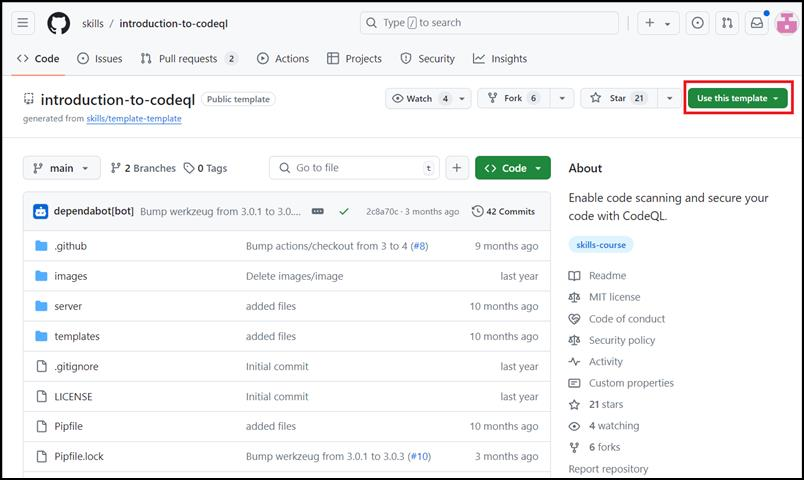 skills / introduction-to-codeql
Type / to search
Code Issues Pull requests 2 Actions Projects Security Insights
introduction-to-codeql Public template
Watch 4 Fork 6 Star 21 Use this template
generated from skills/template-template
main 2 Branches 0 Tags Go to file t Code
About
Enable code scanning and secure your
code with CodeQL.
skills-course
Readme
MIT license
Code of conduct
Security policy
Activity
Custom properties
21 stars
4 watching
6 forks
Report repository
dependabot[bot] Bump werkzeug from 3.0.1 to 3.0.... 2c8a70c · 3 months ago 42 Commits
.github Bump actions/checkout from 3 to 4 (#8) 9 months ago
images Delete images/image last year
server added files 10 months ago
templates added files 10 months ago
.gitignore Initial commit last year
LICENSE Initial commit last year
Pipfile added files 10 months ago
Pipfile.lock Bump werkzeug from 3.0.1 to 3.0.3 (#10) 3 months ago